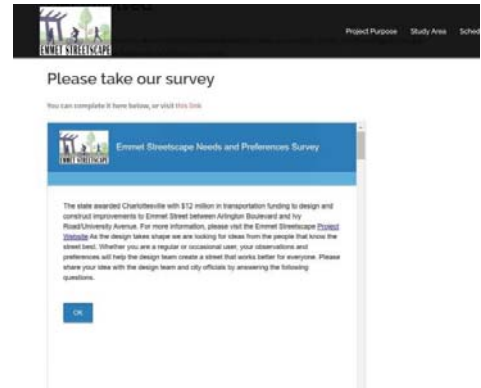 EMMET STREETSCAPE
Project Purpose Study Area Sched
Please take our survey
You can complete it here below, or visit this link
EMMET STREETSCAPE
Emmet Streetscape Needs and Preferences Survey
The state awarded Charlottesville with $12 million in transportation funding to design and
construct improvements to Emmet Street between Arlington Boulevard and Ivy
Road/University Avenue. For more information, please visit the Emmet Streetscape Project
Website As the design takes shape we are looking for ideas from the people that know the
street best. Whether you are a regular or occasional user, your observations and
preferences will help the design team create a street that works better for everyone. Please
share your idea with the design team and city officials by answering the following
questions.
OK